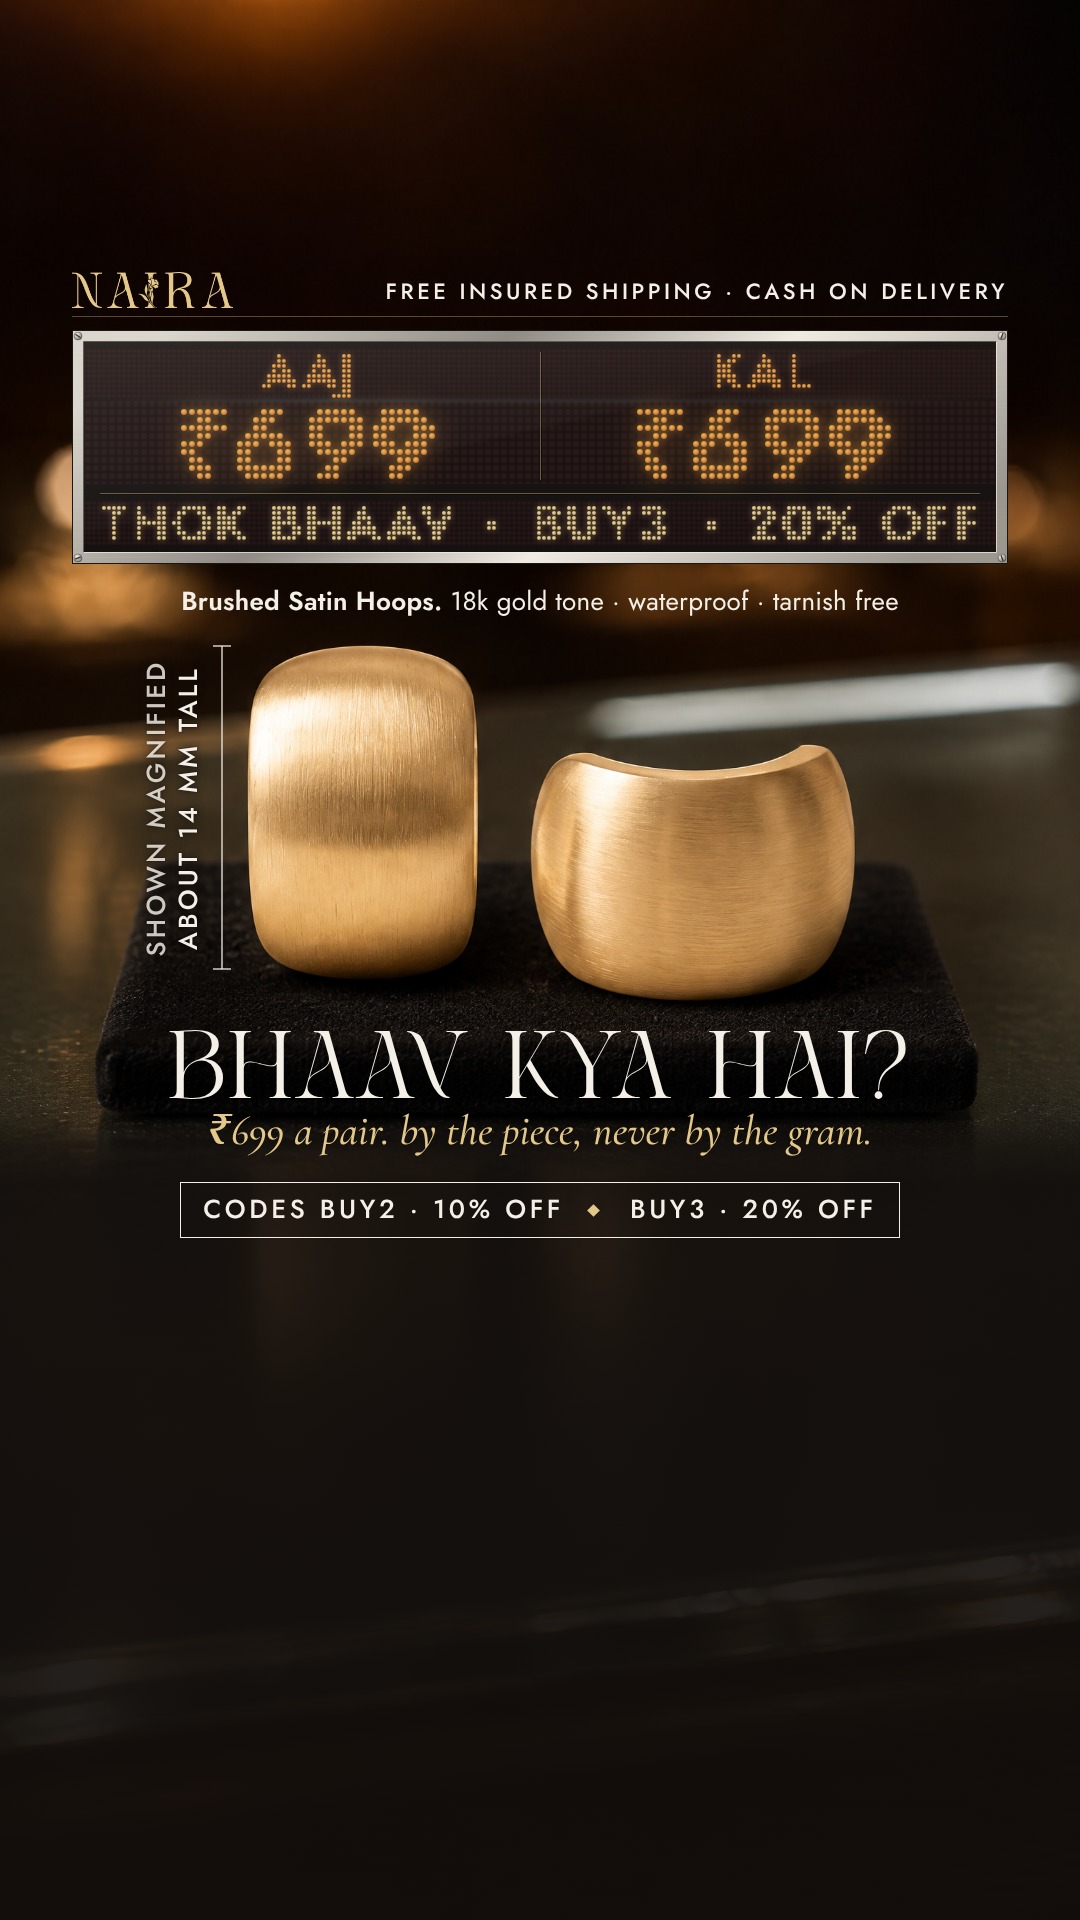 NAIRA
FREE INSURED SHIPPING · CASH ON DELIVERY
AAJ
KAL
₹699
₹699
THOK BHAAV · BUY3 · 20% OFF
Brushed Satin Hoops. 18k gold tone · waterproof · tarnish free
SHOWN MAGNIFIED
ABOUT 14 MM TALL
BHAAV KYA HAI?
₹699 a pair. by the piece, never by the gram.
CODES BUY2 · 10% OFF ◆ BUY3 · 20% OFF